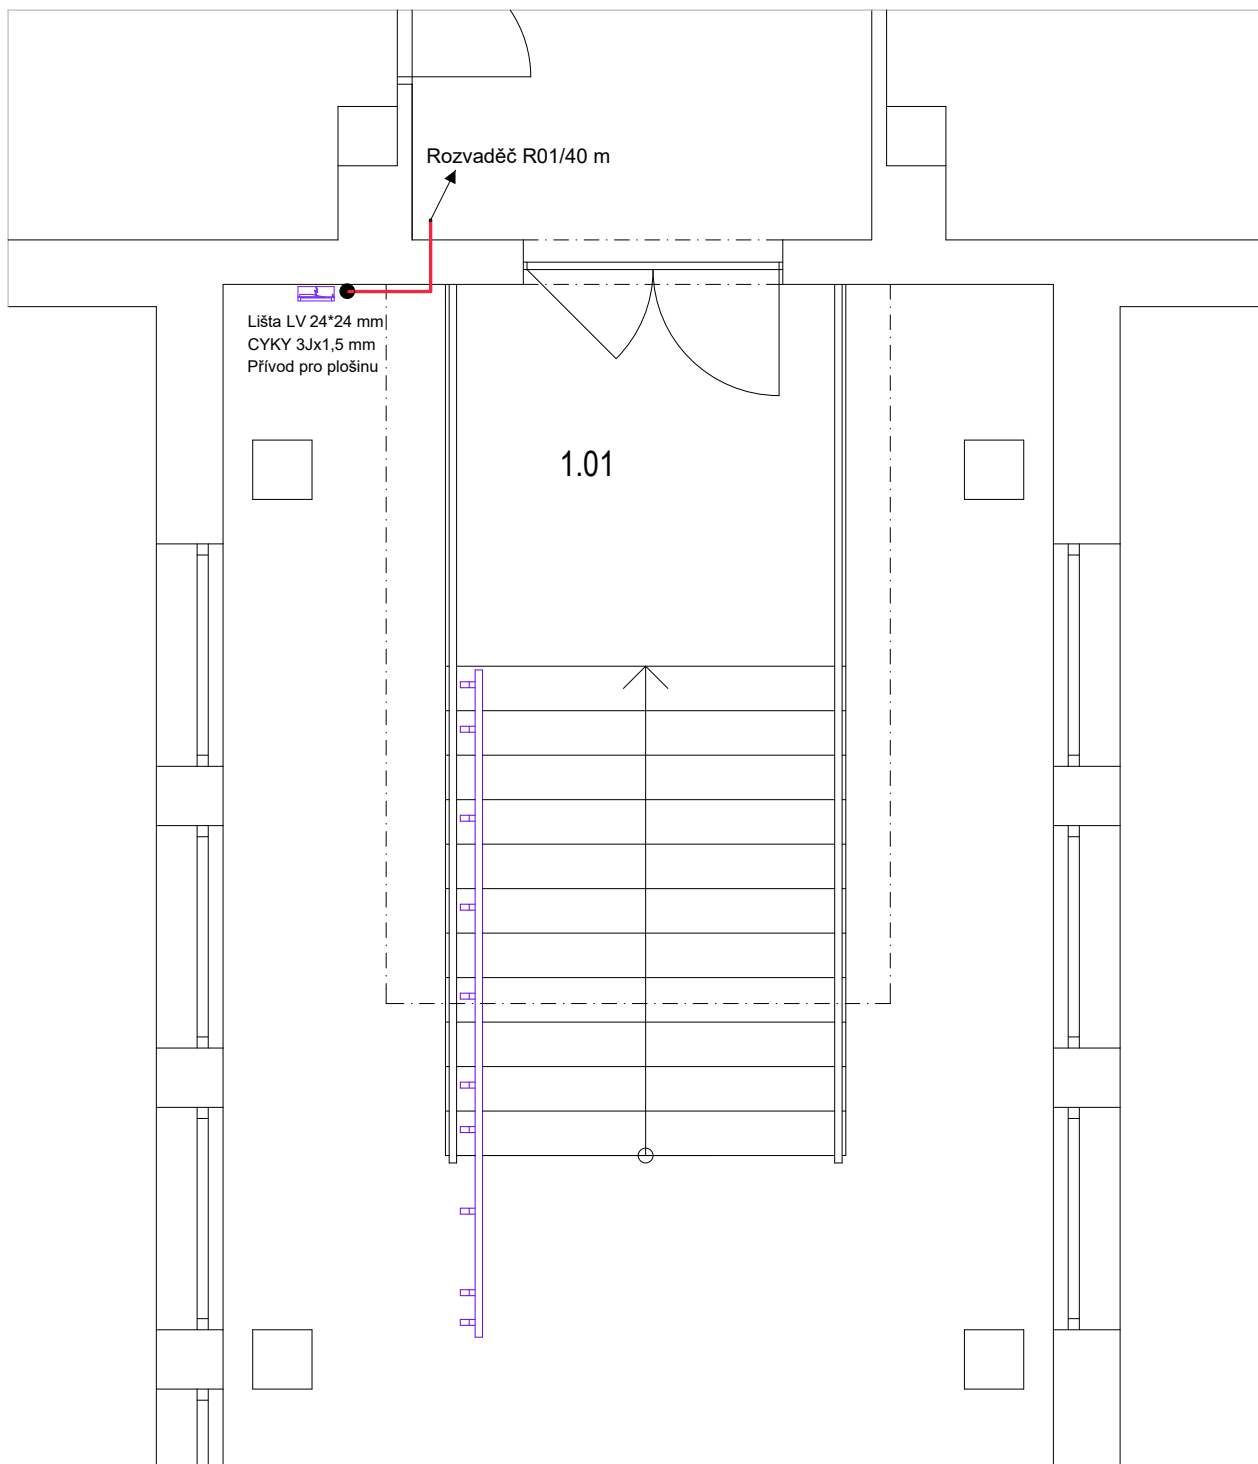 Rozvaděč R01/40 m
Lišta LV 24*24 mm
CYKY 3Jx1,5 mm
Přívod pro plošinu
1.01